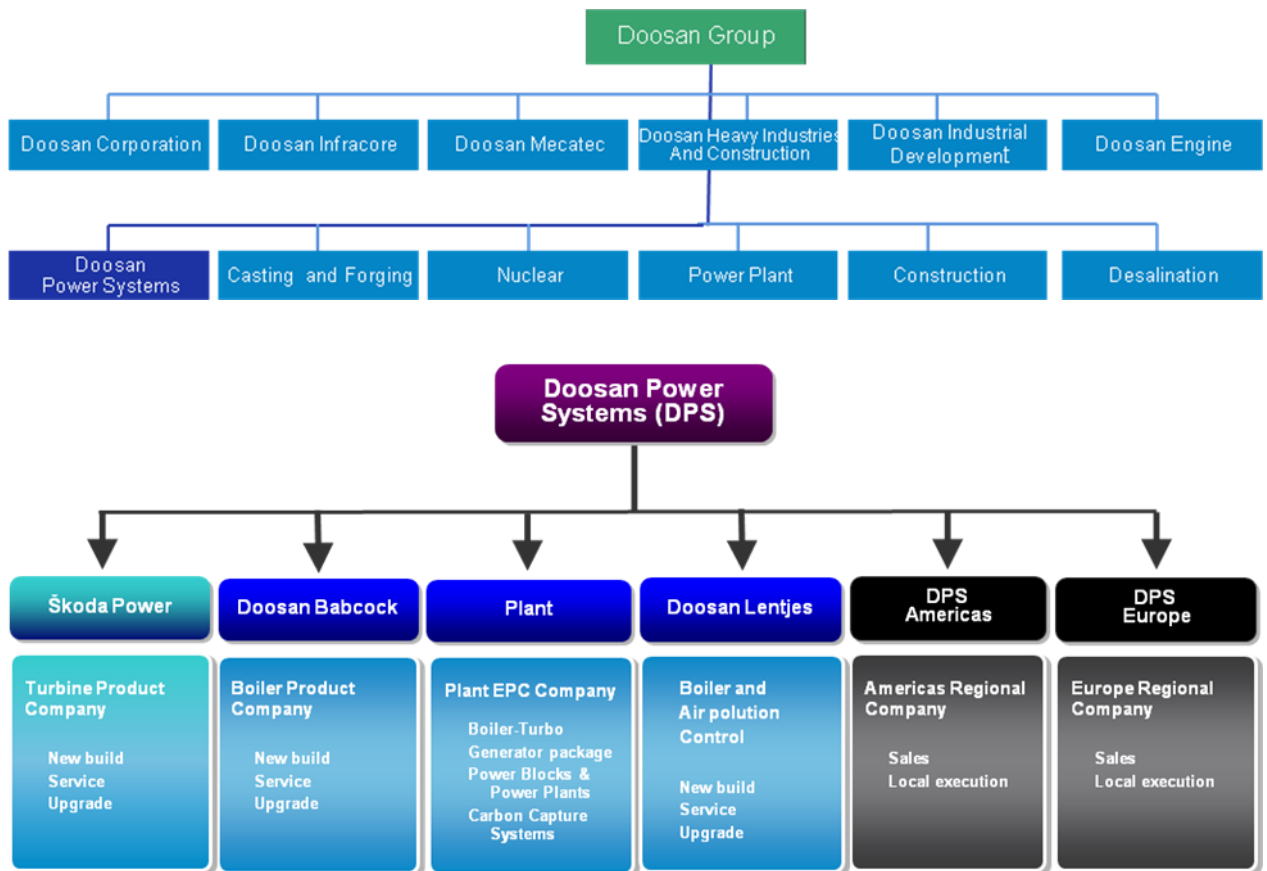 Doosan Group
Doosan Corporation
Doosan Infracore
Doosan Mecatec
Doosan Heavy Industries
And Construction
Doosan Industrial
Development
Doosan Engine
Doosan
Power Systems
Casting and Forging
Nuclear
Power Plant
Construction
Desalination
Doosan Power
Systems (DPS)
Škoda Power
Doosan Babcock
Plant
Doosan Lentjes
DPS
Americas
DPS
Europe
Turbine Product
Company
New build
Service
Upgrade
Boiler Product
Company
New build
Service
Upgrade
Plant EPC Company
Boiler-Turbo
Generator package
Power Blocks &
Power Plants
Carbon Capture
Systems
Boiler and
Air polution
Control
New build
Service
Upgrade
Americas Regional
Company
Sales
Local execution
Europe Regional
Company
Sales
Local execution